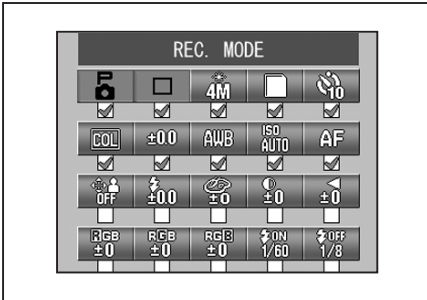 REC. MODE
P 4M 10
COL ±0.0 AWB ISO AUTO AF
OFF ±0.0 ±0 ±0 ±0
RGB ±0 RGB ±0 RGB ±0 ON 1/60 OFF 1/8